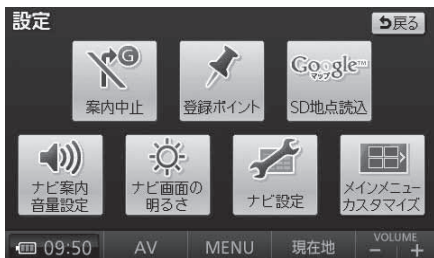 設定
戻る
G
案内中止
登録ポイント
Google™
マップ
SD地点読込
ナビ案内
音量設定
ナビ画面の
明るさ
ナビ設定
メインメニュー
カスタマイズ
09:50
AV
MENU
現在地
VOLUME
− +